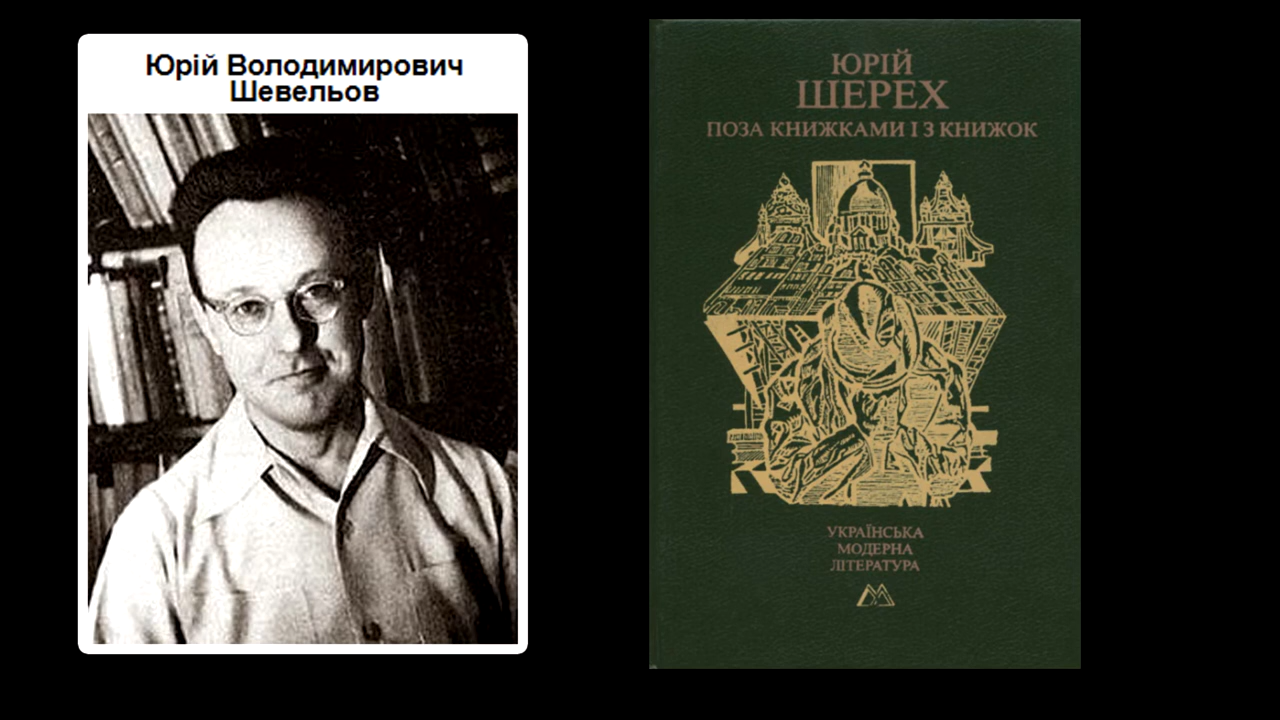 Юрій Володимирович
Шевельов
ЮРІЙ
ШЕРЕХ
ПОЗА КНИЖКАМИ І З КНИЖОК
УКРАЇНСЬКА
МОДЕРНА
ЛІТЕРАТУРА